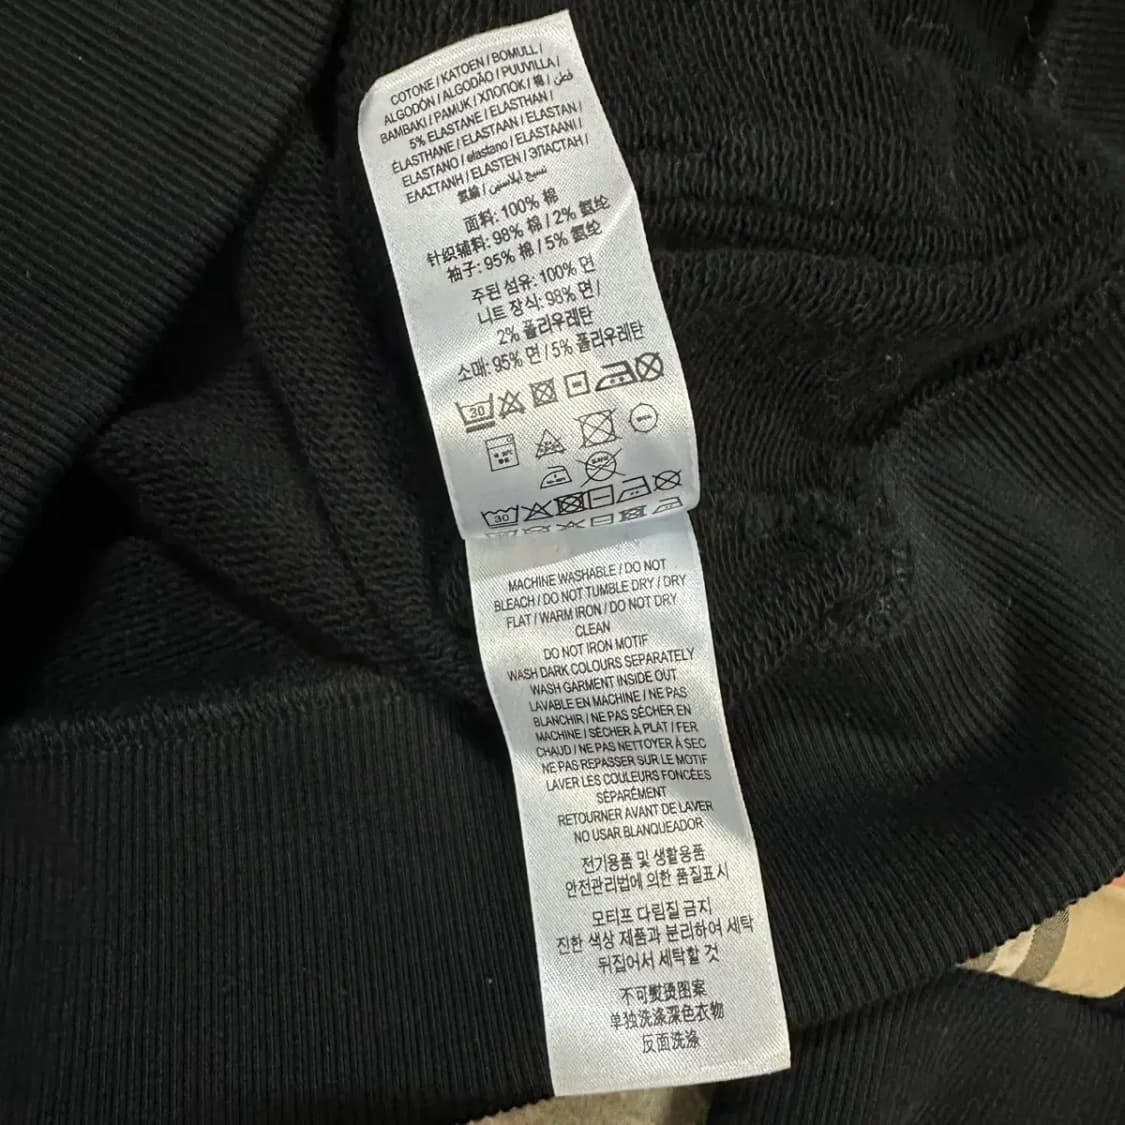 COTONE / KATOEN / BOMULL /
ALGODÓN / ALGODÃO / PUUVILLA /
ΒΑΜΒΑΚΙ / PAMUK / ХЛОПОК / 棉 / قطن
5% ELASTANE / ELASTHAN /
ÉLASTHANE / ELASTAAN / ELASTAN /
ELASTANO / elastano / ELASTAANI /
ΕΛΑΣΤΑΝΗ / ELASTEN / ЭЛАСТАН /
氨綸 / نسيج ايلاستين
面料: 100% 棉
针织辅料: 98% 棉 / 2% 氨纶
袖子: 95% 棉 / 5% 氨纶
주된 섬유: 100% 면
니트 장식: 98% 면 /
2% 폴리우레탄
소매: 95% 면 / 5% 폴리우레탄
30
30
MACHINE WASHABLE / DO NOT
BLEACH / DO NOT TUMBLE DRY / DRY
FLAT / WARM IRON / DO NOT DRY
CLEAN
DO NOT IRON MOTIF
WASH DARK COLOURS SEPARATELY
WASH GARMENT INSIDE OUT
LAVABLE EN MACHINE / NE PAS
BLANCHIR / NE PAS SÉCHER EN
MACHINE / SÉCHER À PLAT / FER
CHAUD / NE PAS NETTOYER À SEC
NE PAS REPASSER SUR LE MOTIF
LAVER LES COULEURS FONCÉES
SÉPARÉMENT
RETOURNER AVANT DE LAVER
NO USAR BLANQUEADOR
전기용품 및 생활용품
안전관리법에 의한 품질표시
모티프 다림질 금지
진한 색상 제품과 분리하여 세탁
뒤집어서 세탁할 것
不可熨烫图案
单独洗涤深色衣物
反面洗涤